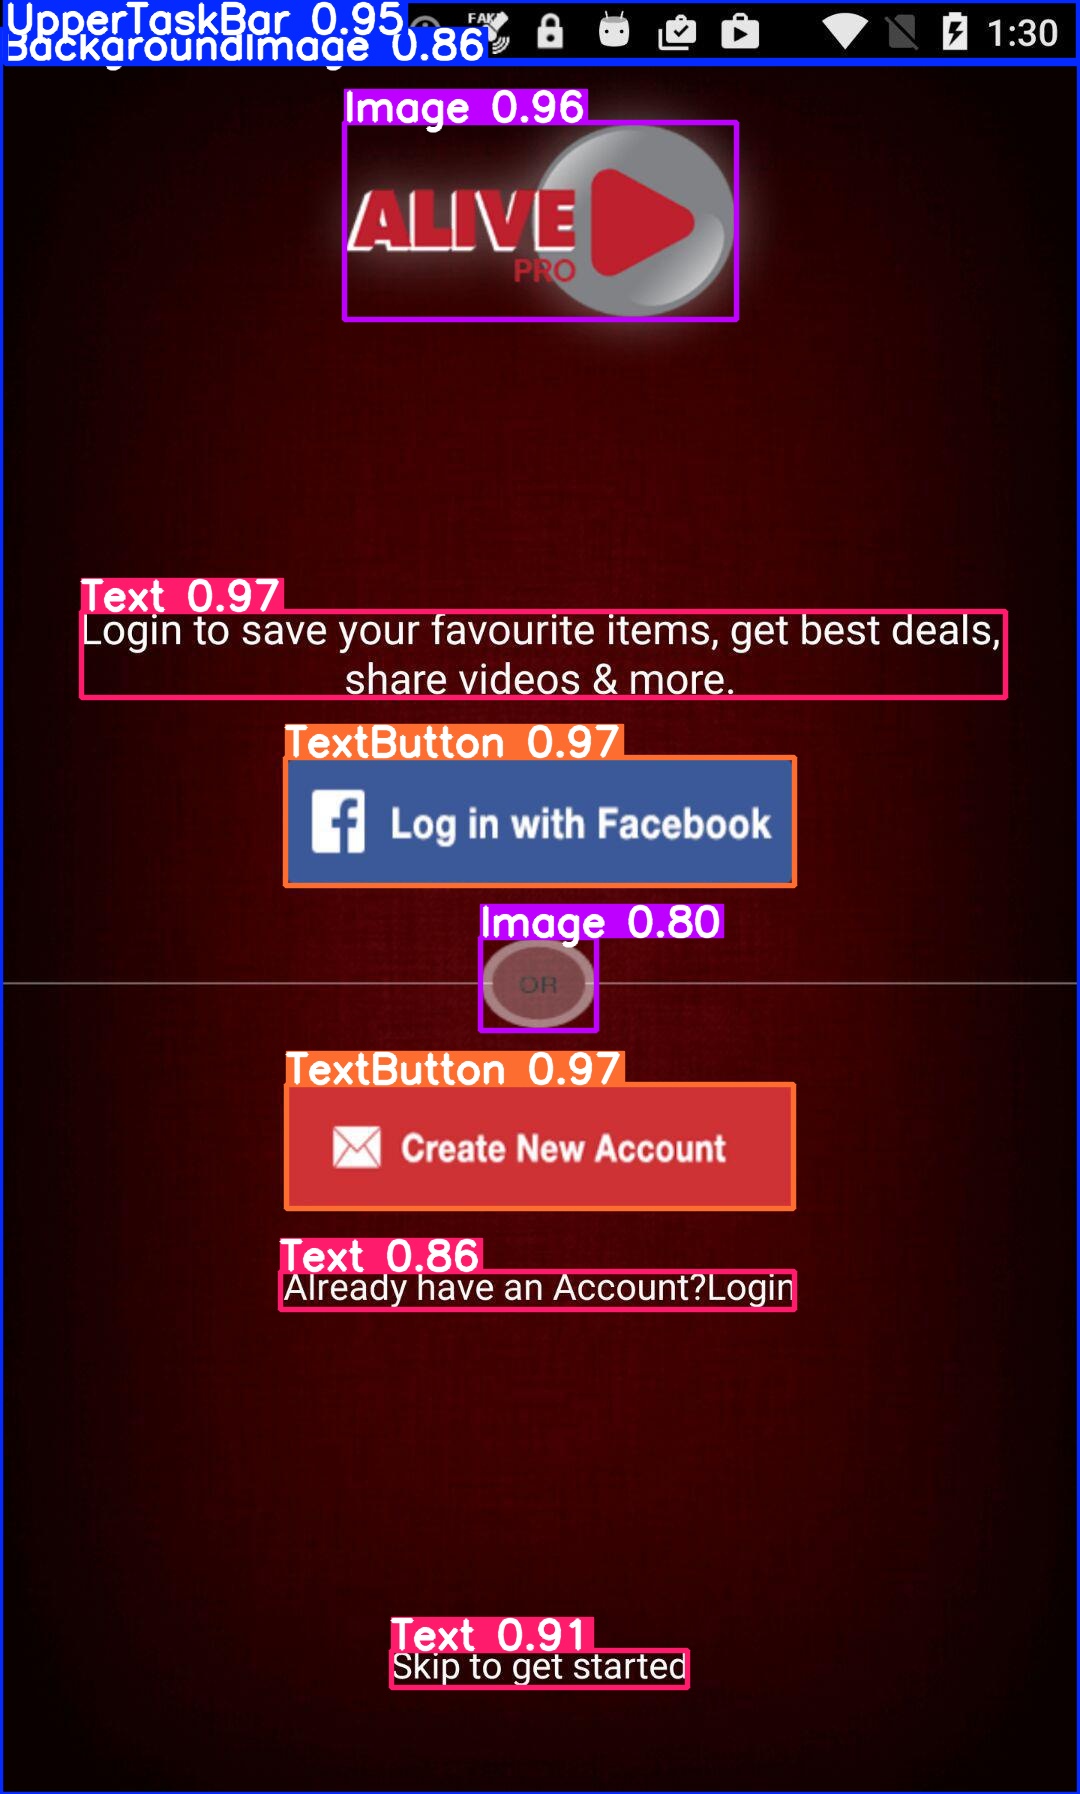 UpperTaskBar 0.95
BackgroundImage 0.86
1:30
Image 0.96
ALIVE
PRO
Text 0.97
Login to save your favourite items, get best deals,
share videos & more.
TextButton 0.97
Log in with Facebook
Image 0.80
OR
TextButton 0.97
Create New Account
Text 0.86
Already have an Account?Login
Text 0.91
Skip to get started